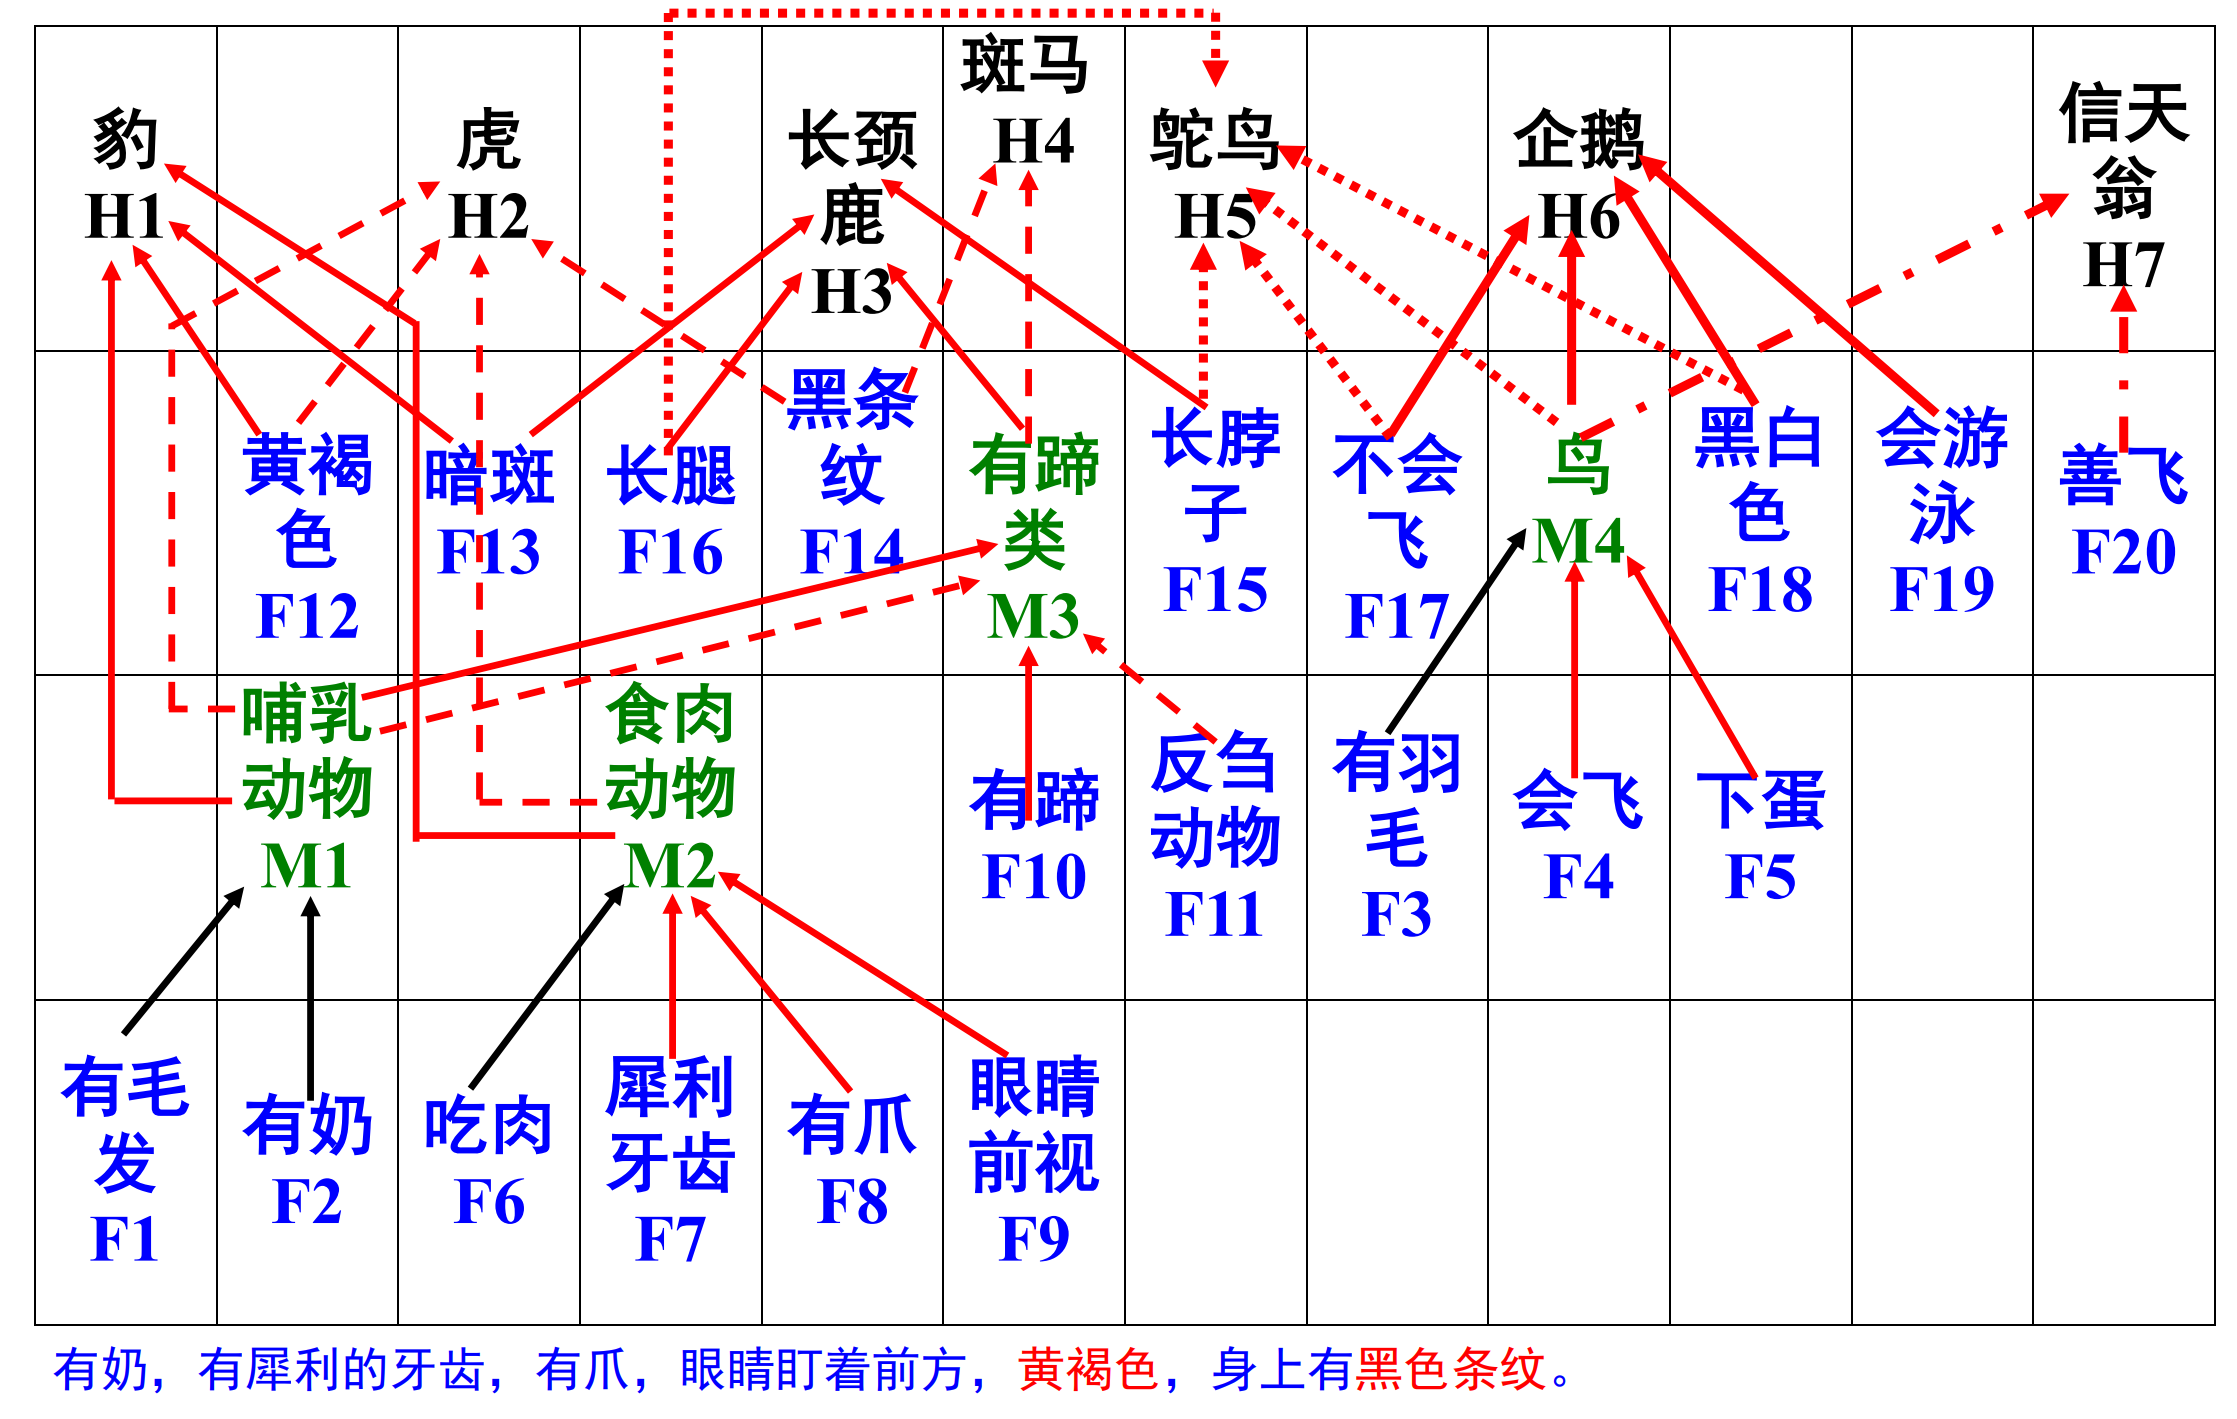 豹
H1
虎
H2
长颈
鹿
H3
斑马
H4
鸵鸟
H5
企鹅
H6
信天
翁
H7
黄褐
色
F12
暗斑
F13
长腿
F16
黑条
纹
F14
有蹄
类
M3
长脖
子
F15
不会
飞
F17
鸟
M4
黑白
色
F18
会游
泳
F19
善飞
F20
哺乳
动物
M1
食肉
动物
M2
有蹄
F10
反刍
动物
F11
有羽
毛
F3
会飞
F4
下蛋
F5
有毛
发
F1
有奶
F2
吃肉
F6
犀利
牙齿
F7
有爪
F8
眼睛
前视
F9
有奶，有犀利的牙齿，有爪，眼睛盯着前方，黄褐色，身上有黑色条纹。